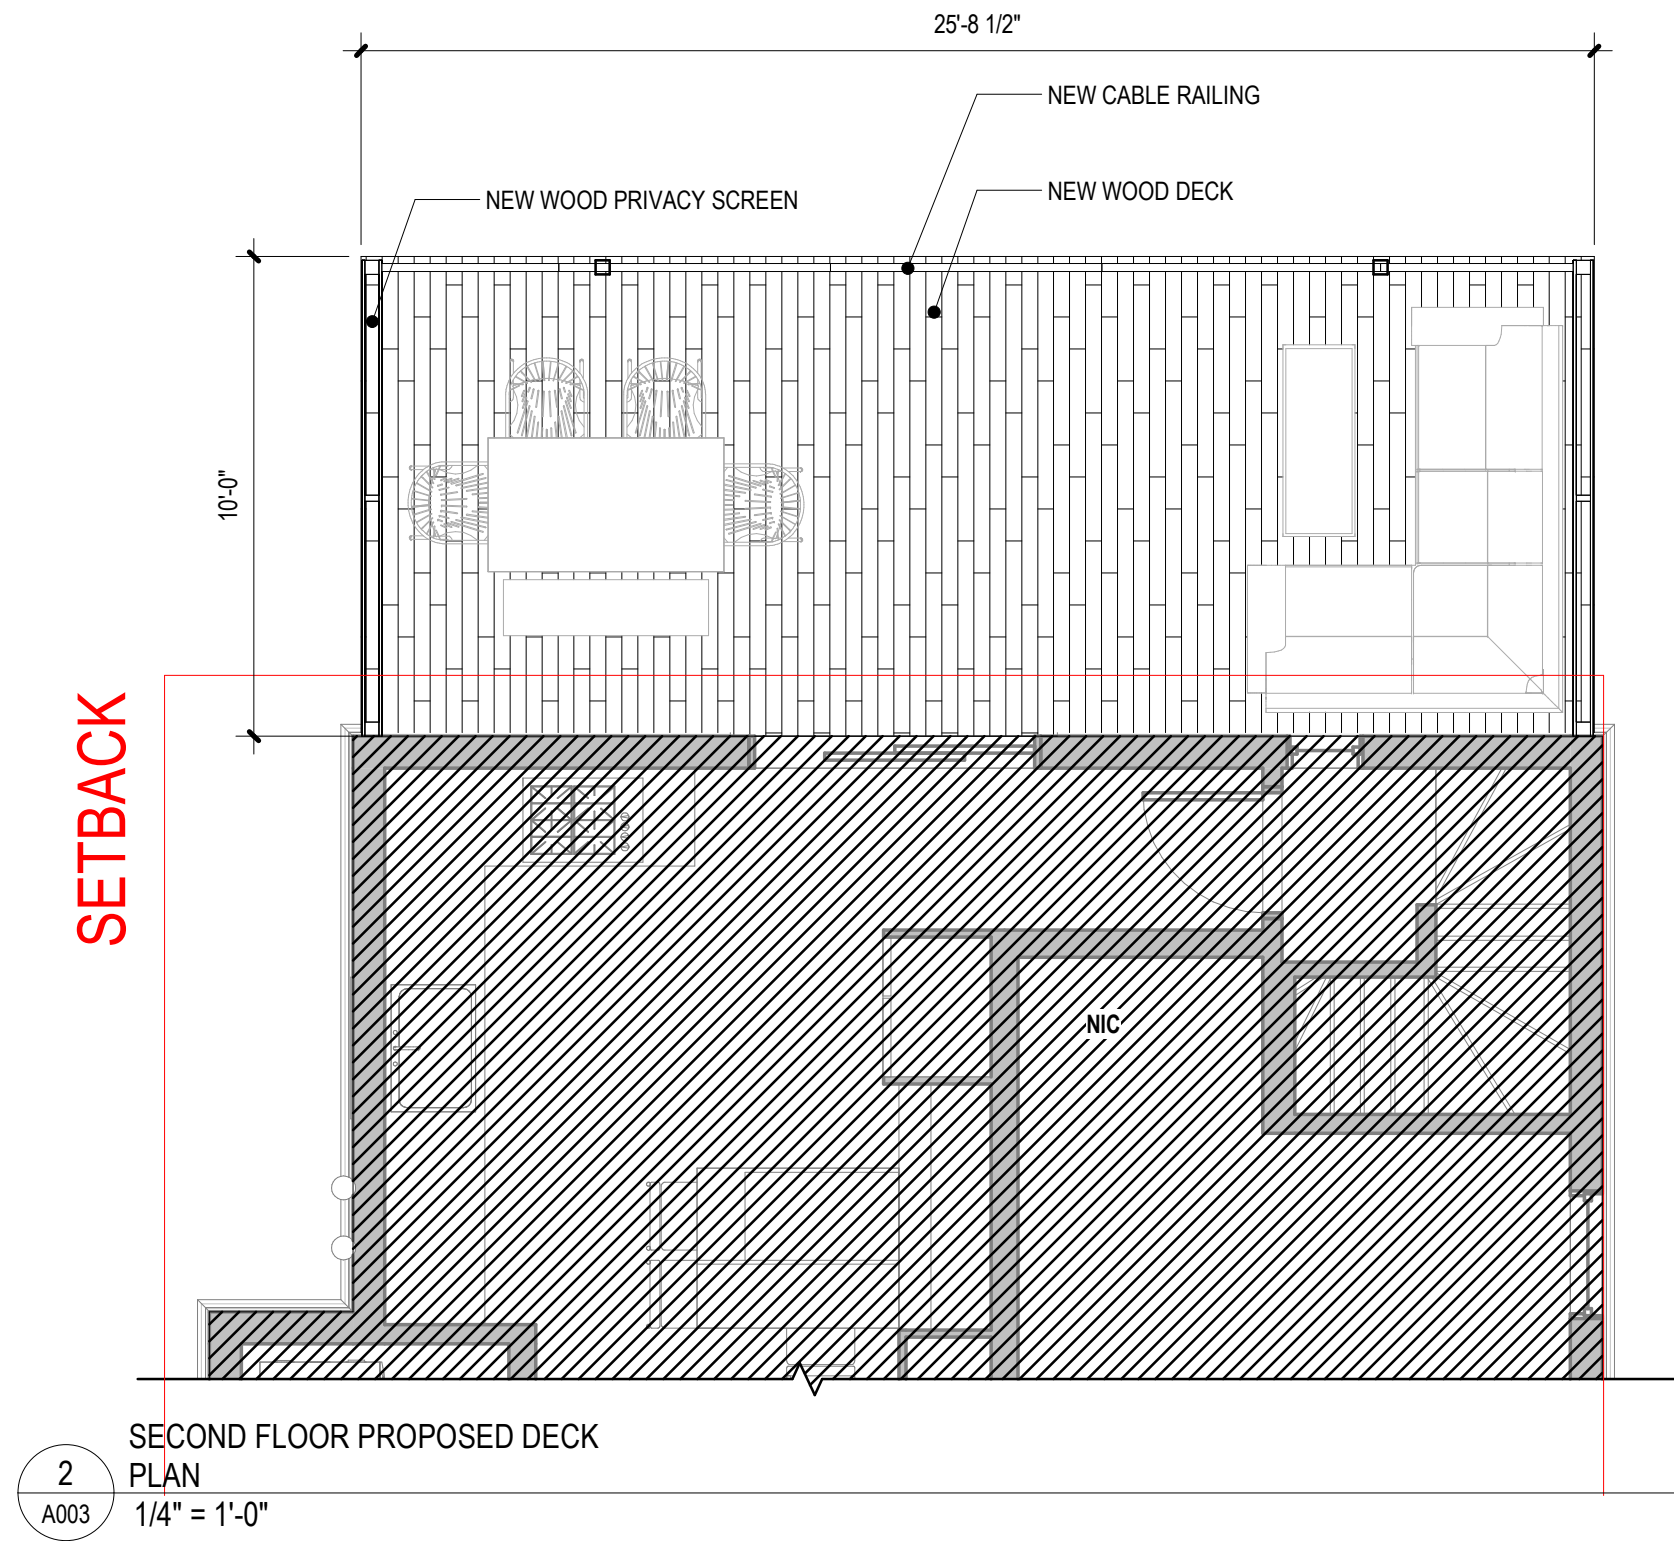 25'-8 1/2"
NEW CABLE RAILING
NEW WOOD PRIVACY SCREEN
NEW WOOD DECK
10'-0"
SETBACK
NIC
SECOND FLOOR PROPOSED DECK
PLAN
2
A003
1/4" = 1'-0"